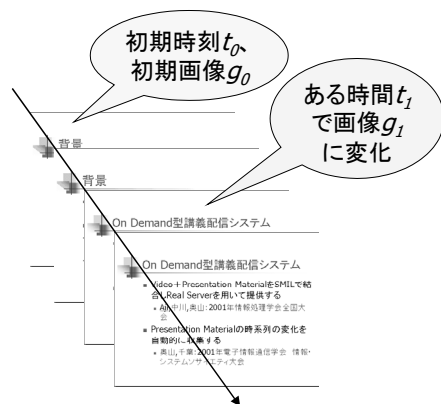 初期時刻t0、
初期画像g0
ある時間t1
で画像g1
に変化
背景
背景
On Demand型講義配信システム
On Demand型講義配信システム
Video＋Presentation MaterialをSMILで結
合しReal Serverを用いて提供する
中川,奥山:2001年情報処理学会全国大
会
Presentation Materialの時系列の変化を
自動的に収集する
奥山,千葉:2001年電子情報通信学会 情報・
システムソサイエティ大会